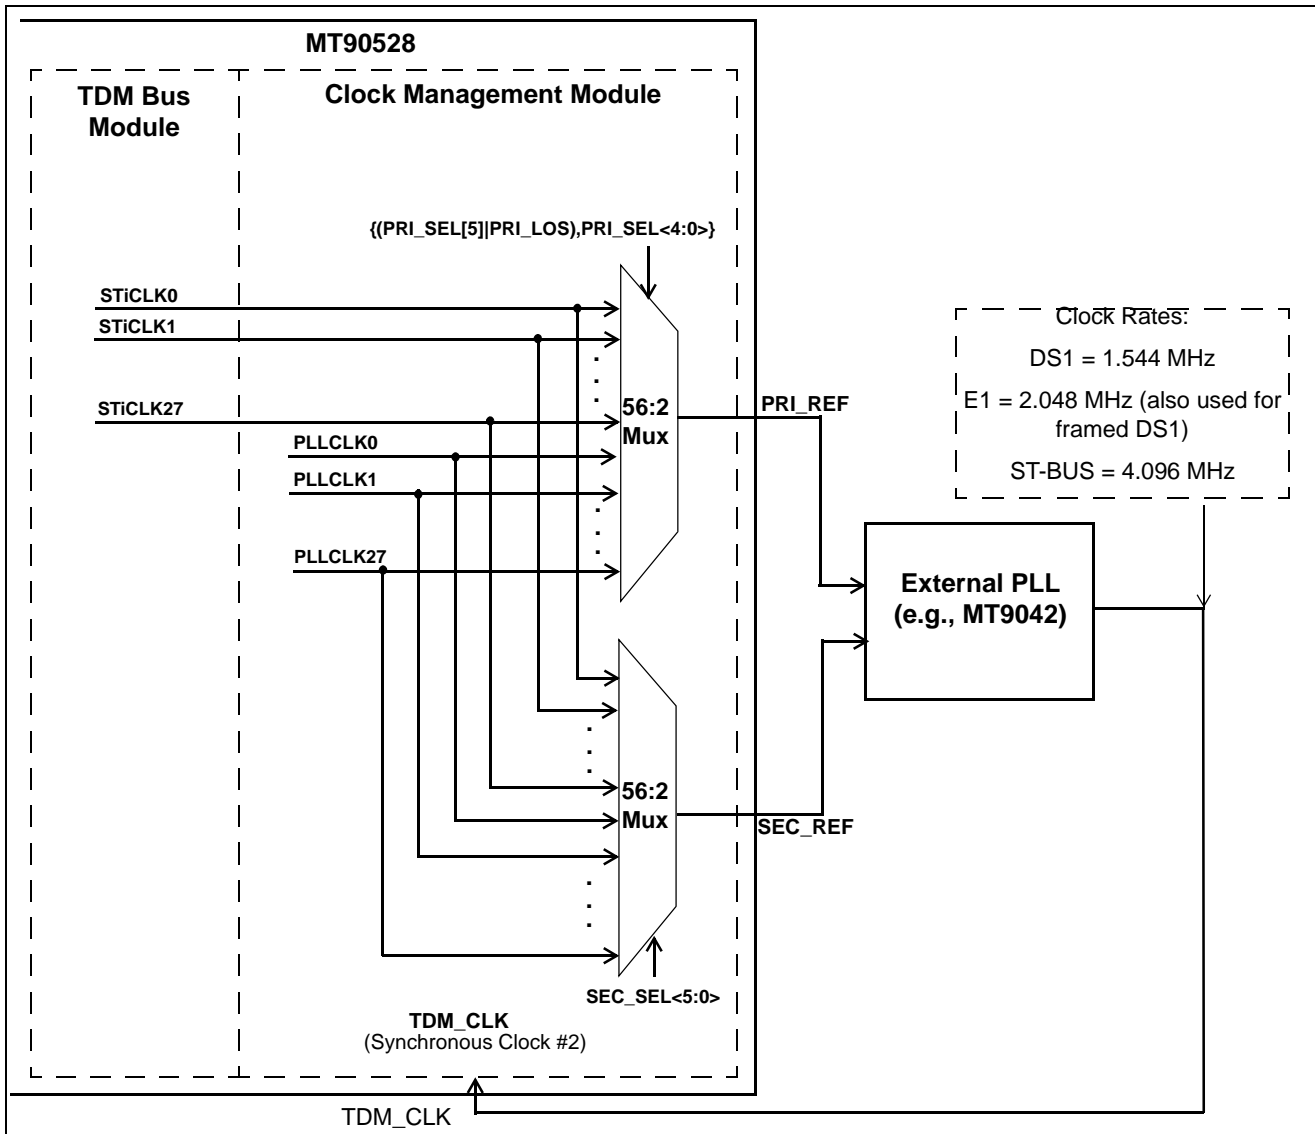 MT90528
TDM Bus
Module
Clock Management Module
{(PRI_SEL[5]|PRI_LOS),PRI_SEL<4:0>}
STiCLK0
STiCLK1
STiCLK27
PLLCLK0
PLLCLK1
PLLCLK27
56:2
Mux
PRI_REF
Clock Rates:
DS1 = 1.544 MHz
E1 = 2.048 MHz (also used for
framed DS1)
ST-BUS = 4.096 MHz
External PLL
(e.g., MT9042)
56:2
Mux
SEC_REF
SEC_SEL<5:0>
TDM_CLK
(Synchronous Clock #2)
TDM_CLK